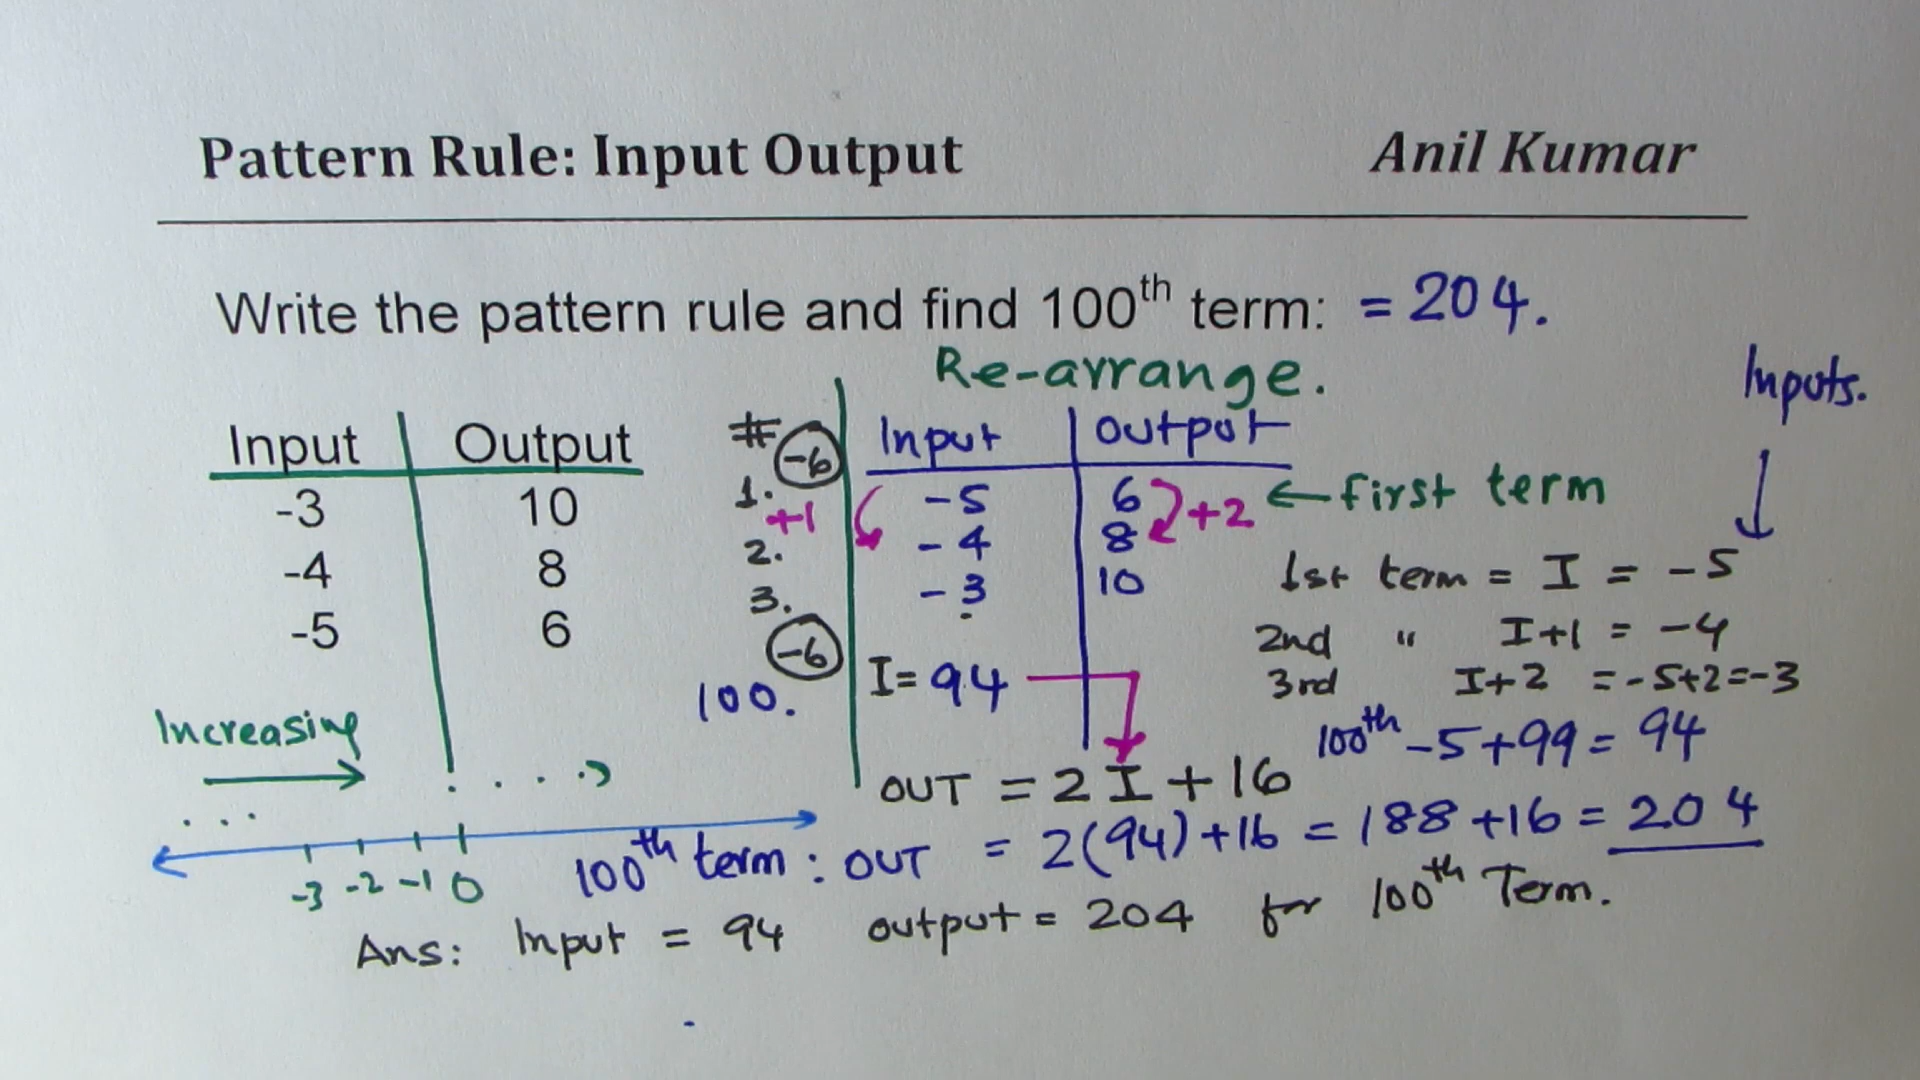 Pattern Rule: Input Output Anil Kumar
Write the pattern rule and find 100th term: = 204.
Re-arrange.
Inputs.
Input Output
-3 10
-4 8
-5 6
# -6 Input Output
1. -5 6 +2 ← first term
+1
2. -4 8
3. -3 10
-6
100. I = 94
1st term = I = -5
2nd " I+1 = -4
3rd I+2 = -5+2=-3
100th -5+99 = 94
Increasing
. . . .
. . .
OUT = 2I + 16
-3 -2 -1 0
100th term : OUT = 2(94)+16 = 188 +16 = 204
Ans: Input = 94 output = 204 for 100th Term.